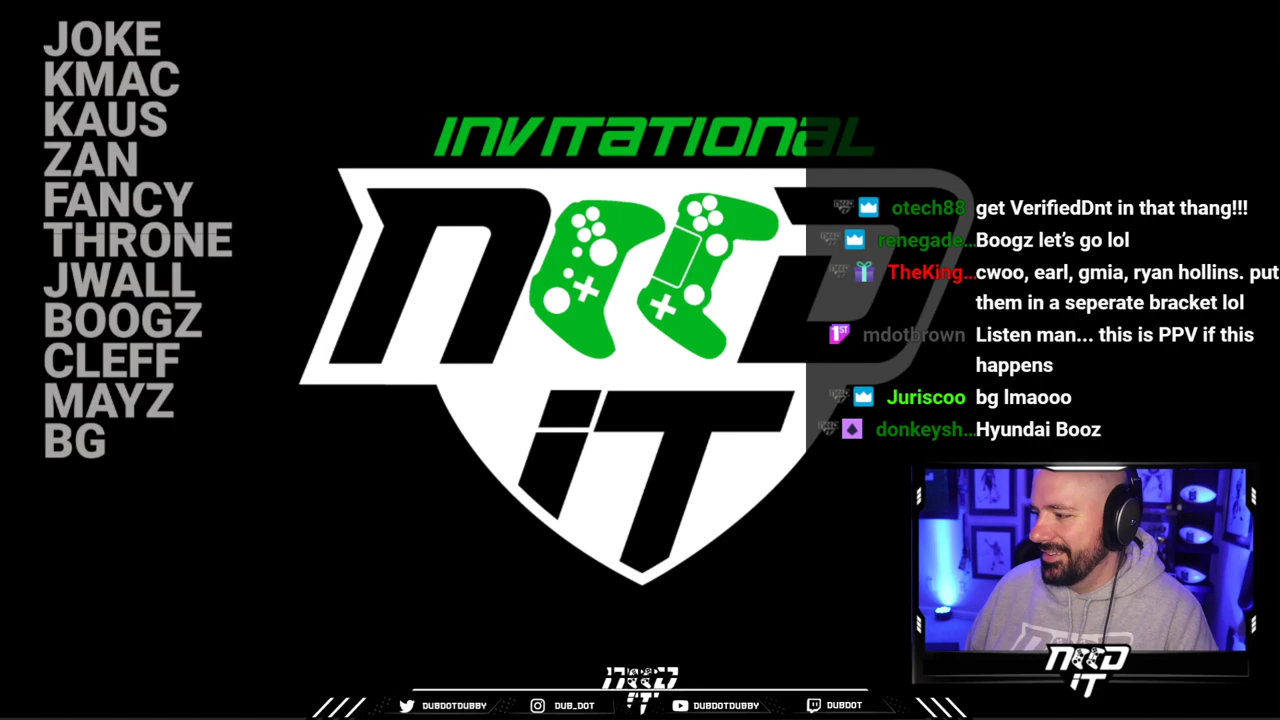 JOKE
KMAC
KAUS
ZAN
FANCY
THRONE
JWALL
BOOGZ
CLEFF
MAYZ
BG
INVITATIONAL
NEED
IT
otech88 get VerifiedDnt in that thang!!!
renegade... Boogz let's go lol
TheKing... cwoo, earl, gmia, ryan hollins. put
them in a seperate bracket lol
1ST mdotbrown Listen man... this is PPV if this
happens
Juriscoo bg lmaooo
donkeysh... Hyundai Booz
NEED
IT
NEED
IT
DUBDOTDUBBY
DUB_DOT
DUBDOTDUBBY
DUBDOT